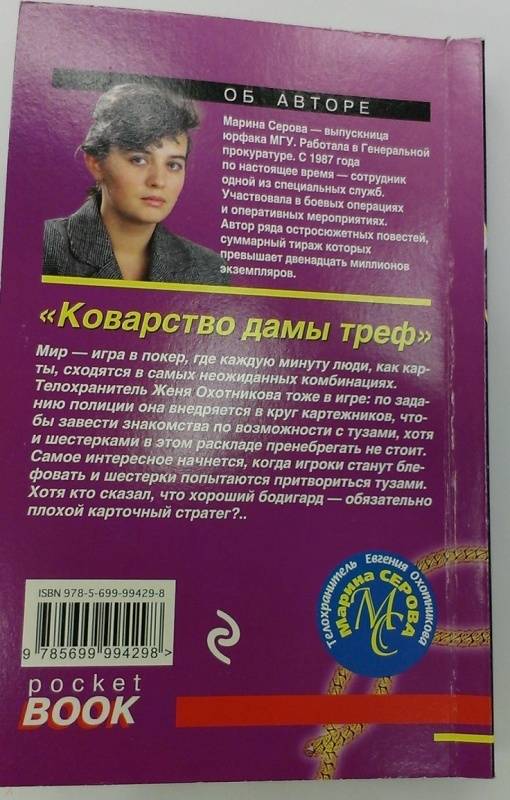 ОБ АВТОРЕ
Марина Серова — выпускница
юрфака МГУ. Работала в Генеральной
прокуратуре. С 1987 года
по настоящее время — сотрудник
одной из специальных служб.
Участвовала в боевых операциях
и оперативных мероприятиях.
Автор ряда остросюжетных повестей,
суммарный тираж которых
превышает двенадцать миллионов
экземпляров.
«Коварство дамы треф»
Мир — игра в покер, где каждую минуту люди, как кар-
ты, сходятся в самых неожиданных комбинациях.
Телохранитель Женя Охотникова тоже в игре: по зада-
нию полиции она внедряется в круг картежников, что-
бы завести знакомства по возможности с тузами, хотя
и шестерками в этом раскладе пренебрегать не стоит.
Самое интересное начнется, когда игроки станут бле-
фовать и шестерки попытаются притвориться тузами.
Хотя кто сказал, что хороший бодигард — обязательно
плохой карточный стратег?..
Телохранитель Евгения Охотникова
Марина СЕРОВА
МС
ISBN 978-5-699-99429-8
9 785699 994298 >
pocket
BOOK